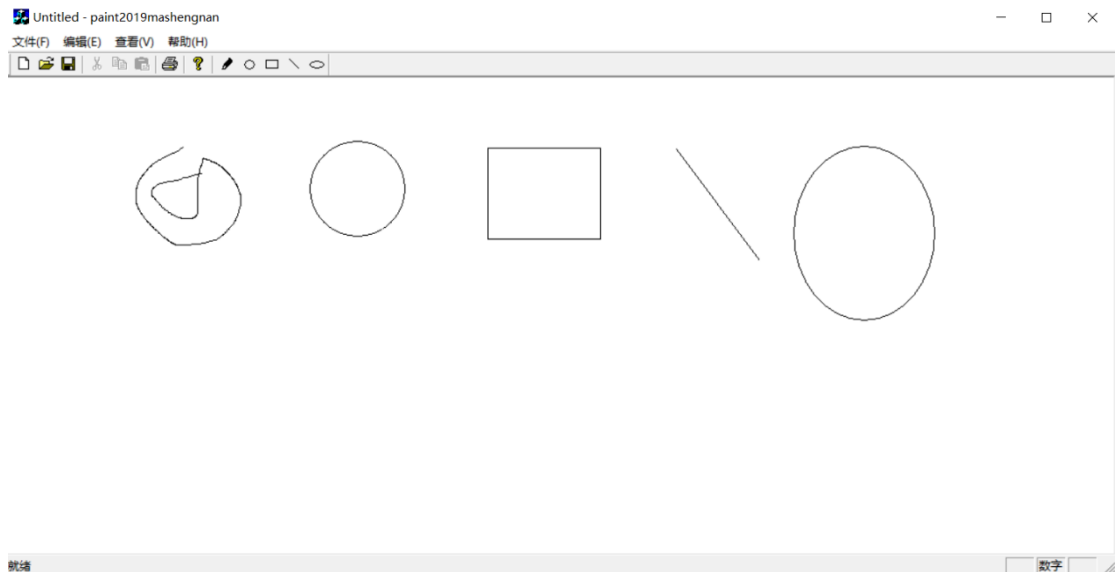 Untitled - paint2019mashengnan
文件(F) 编辑(E) 查看(V) 帮助(H)
就绪 数字